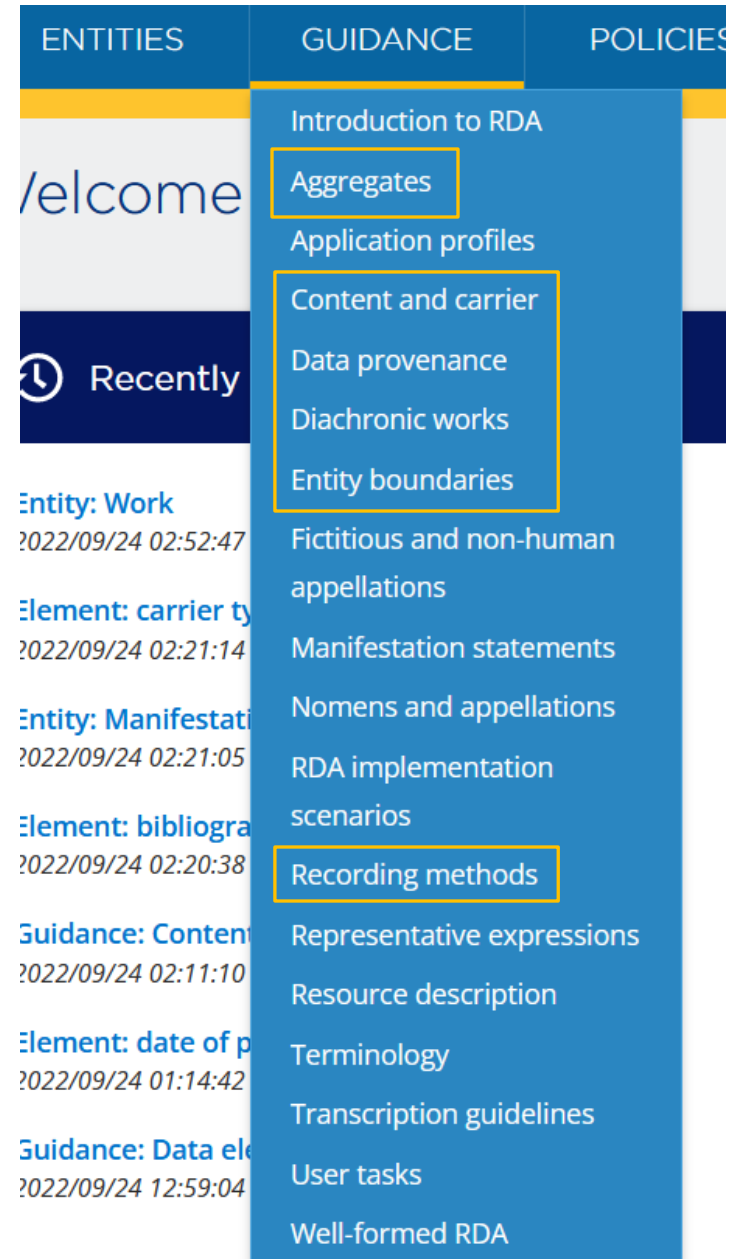 ENTITIES
GUIDANCE
POLICIES
Introduction to RDA
Aggregates
Application profiles
Content and carrier
Data provenance
Diachronic works
Entity boundaries
Fictitious and non-human
appellations
Manifestation statements
Nomens and appellations
RDA implementation
scenarios
Recording methods
Representative expressions
Resource description
Terminology
Transcription guidelines
User tasks
Well-formed RDA
Welcome
Recently
Entity: Work
2022/09/24 02:52:47
Element: carrier ty
2022/09/24 02:21:14
Entity: Manifestati
2022/09/24 02:21:05
Element: bibliogra
2022/09/24 02:20:38
Guidance: Content
2022/09/24 02:11:10
Element: date of p
2022/09/24 01:14:42
Guidance: Data ele
2022/09/24 12:59:04